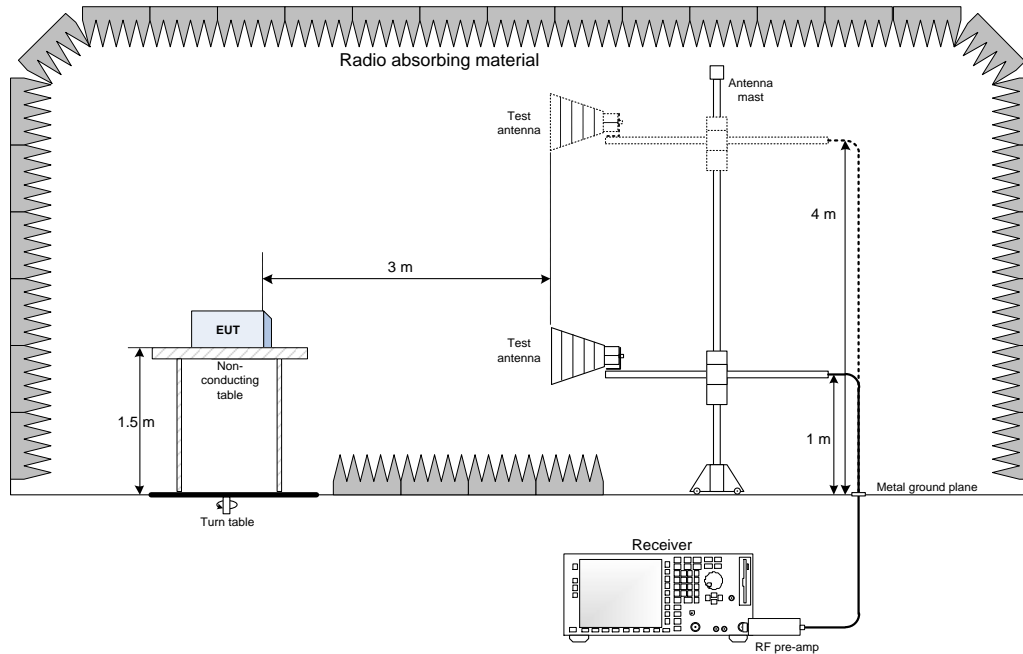 Radio absorbing material
Antenna
mast
Test
antenna
4 m
3 m
EUT
Test
antenna
Non-
conducting
table
1.5 m
1 m
Metal ground plane
Turn table
Receiver
RF pre-amp